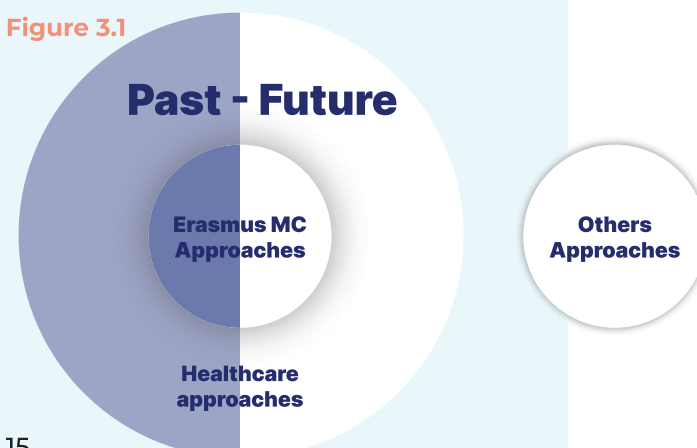 Figure 3.1
Past - Future
Erasmus MC
Approaches
Others
Approaches
Healthcare
approaches
15